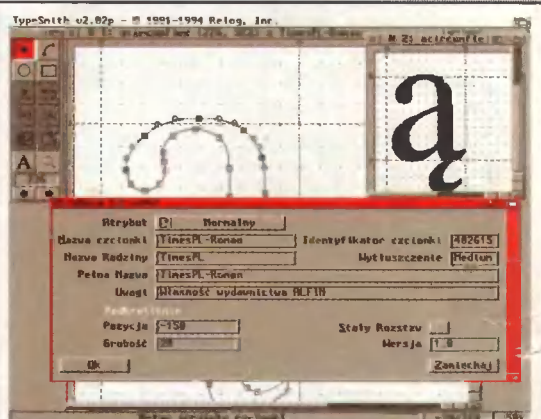 TypeSmith v2.02p - © 1991-1994 Relog, Inc.
N 2:
A
ą
Atrybut Normalny
Nazwa czcionki TimesPL-Roman Identyfikator czcionki 482615
Nazwa Rodziny TimesPL Wytłuszczenie Medium
Pełna Nazwa TimesPL-Roman
Uwagi Własność wydawnictwa ALFIN
Podkreślenie
Pozycja -150 Stały Rozstaw
Grubość 20 Wersja 1.0
Ok Zaniechaj